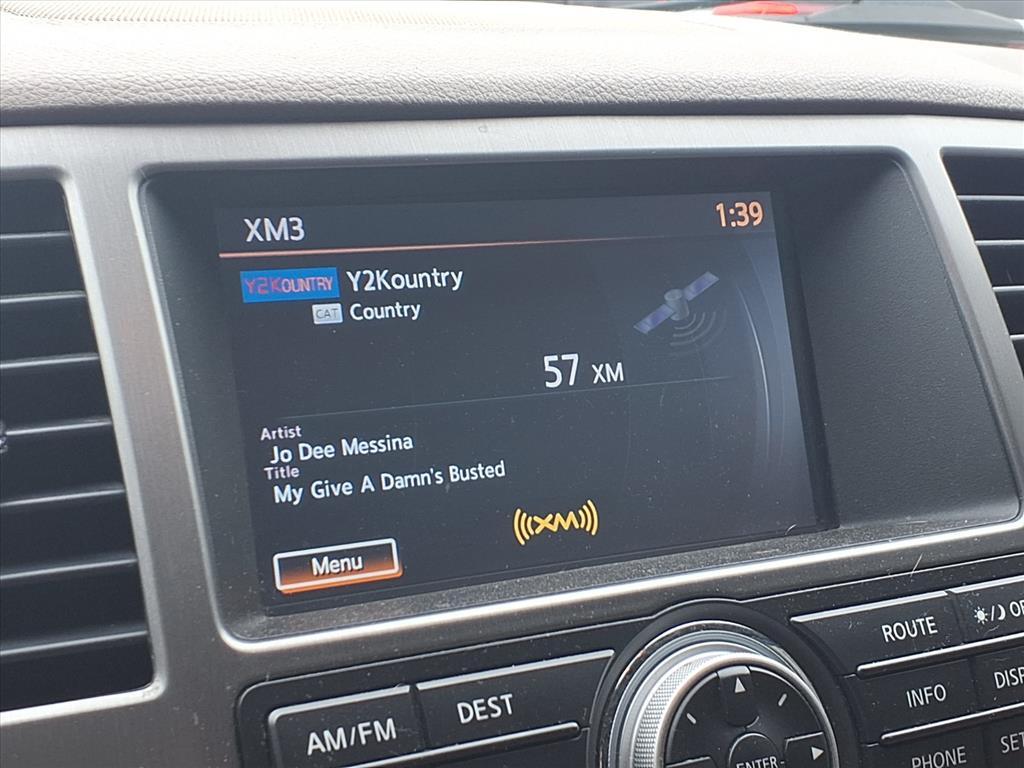 XM3 1:39
Y2KOUNTRY Y2Kountry
CAT Country
57 XM
Artist
Jo Dee Messina
Title
My Give A Damn's Busted
XM
Menu
ROUTE
DEST
INFO
AM/FM
PHONE
ENTER